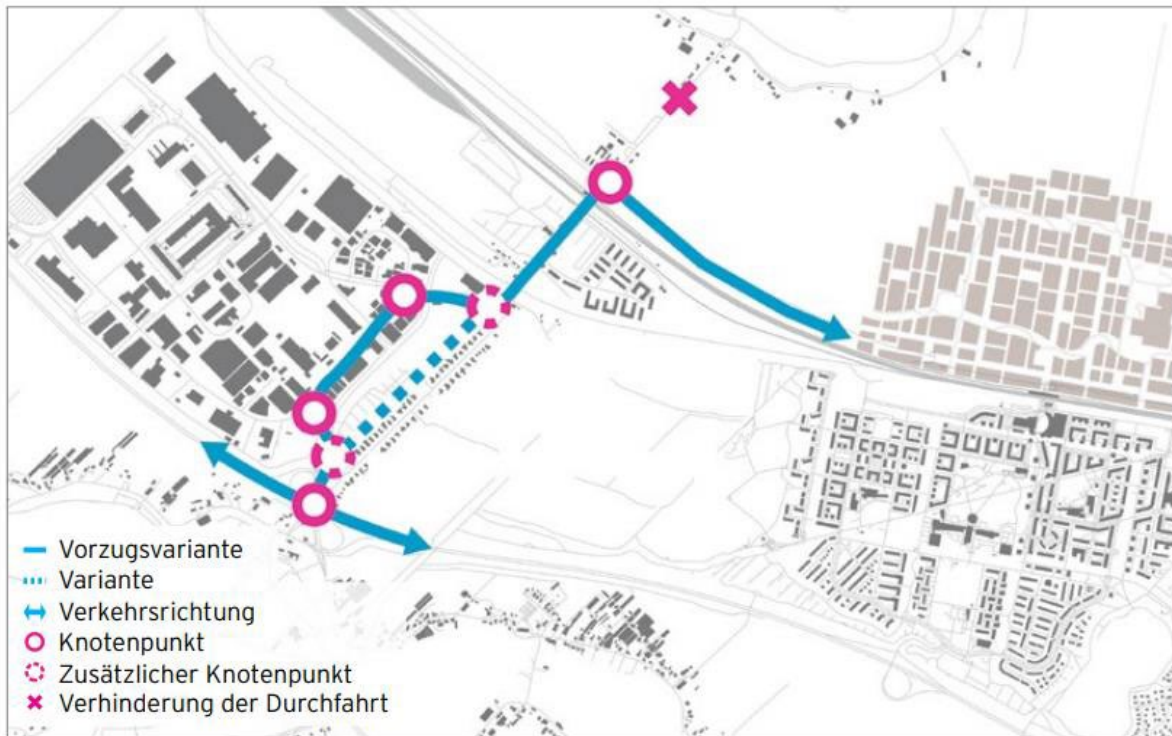 Vorzugsvariante
Variante
Verkehrsrichtung
Knotenpunkt
Zusätzlicher Knotenpunkt
Verhinderung der Durchfahrt